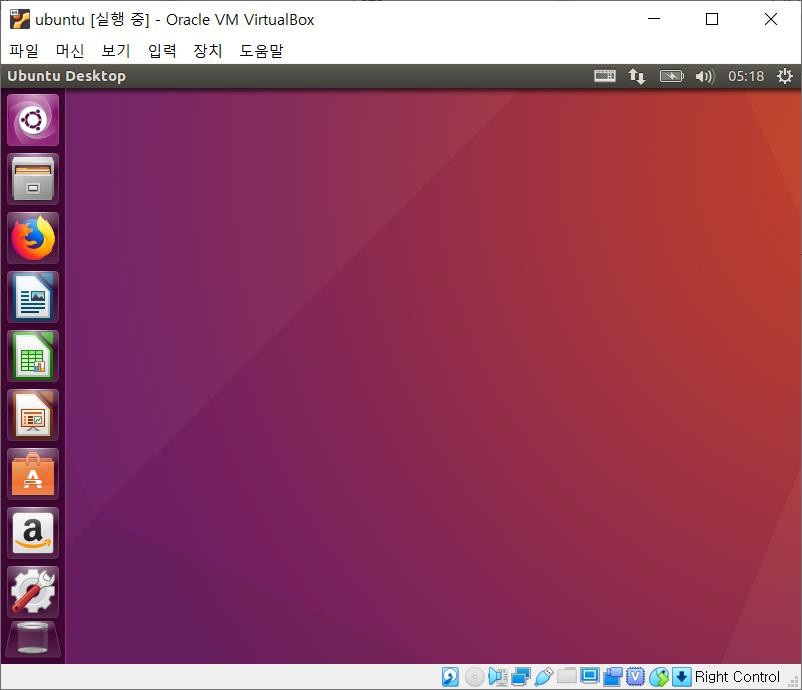 ubuntu [실행 중] - Oracle VM VirtualBox
파일 머신 보기 입력 장치 도움말
Ubuntu Desktop 05:18
A
a
V
Right Control